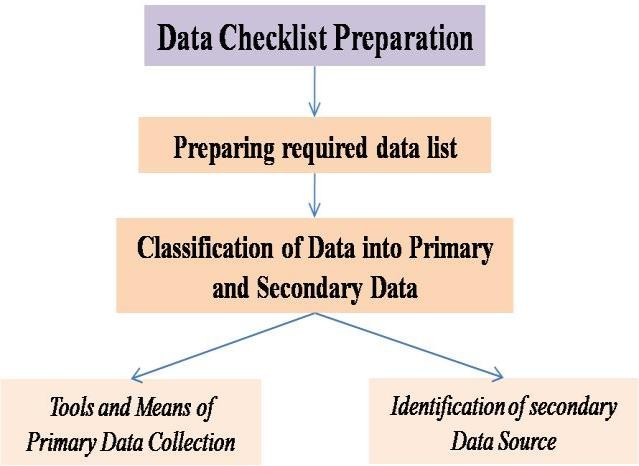 Data Checklist Preparation
Preparing required data list
Classification of Data into Primary
and Secondary Data
Tools and Means of
Primary Data Collection
Identification of secondary
Data Source